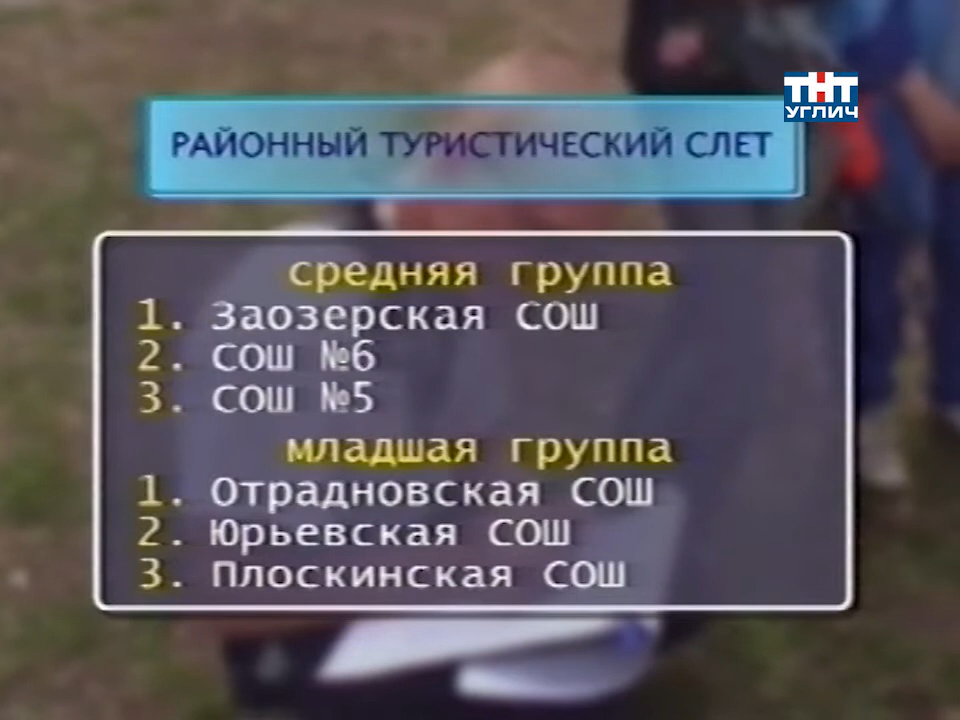 ТНТ
УГЛИЧ
РАЙОННЫЙ ТУРИСТИЧЕСКИЙ СЛЕТ
средняя группа
1. Заозерская СОШ
2. СОШ №6
3. СОШ №5
младшая группа
1. Отрадновская СОШ
2. Юрьевская СОШ
3. Плоскинская СОШ